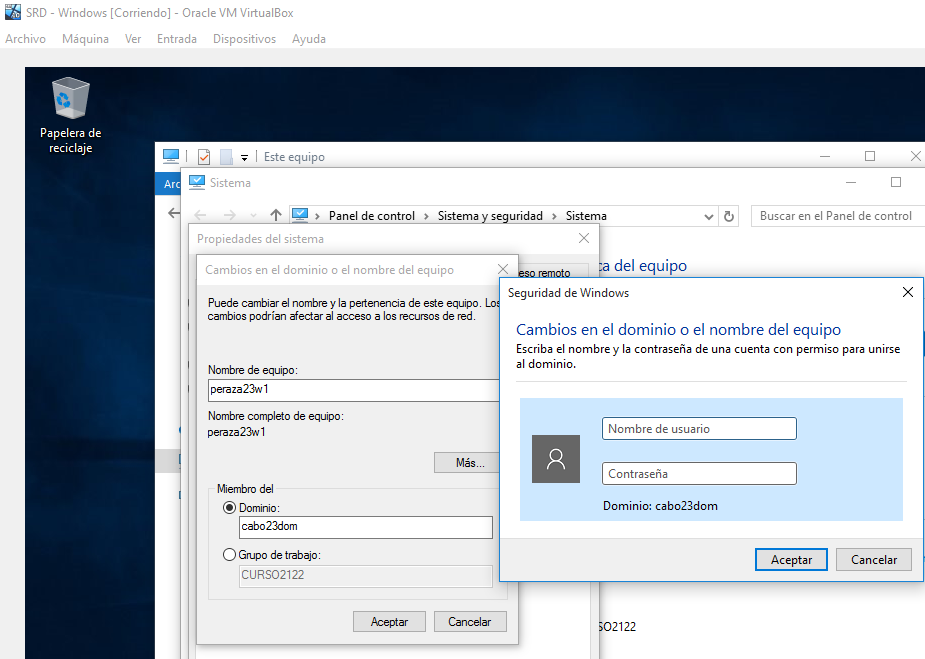 SRD - Windows [Corriendo] - Oracle VM VirtualBox
Archivo Máquina Ver Entrada Dispositivos Ayuda
Papelera de
reciclaje
Este equipo
Arc
Sistema
Panel de control > Sistema y seguridad > Sistema
Buscar en el Panel de control
Propiedades del sistema
eso remoto
ca del equipo
Cambios en el dominio o el nombre del equipo
Puede cambiar el nombre y la pertenencia de este equipo. Los
cambios podrían afectar al acceso a los recursos de red.
Nombre de equipo:
peraza23w1
Nombre completo de equipo:
peraza23w1
Más...
Miembro del
Dominio:
cabo23dom
Grupo de trabajo:
CURSO2122
Aceptar Cancelar
Seguridad de Windows
Cambios en el dominio o el nombre del equipo
Escriba el nombre y la contraseña de una cuenta con permiso para unirse
al dominio.
Nombre de usuario
Contraseña
Dominio: cabo23dom
Aceptar Cancelar
SO2122